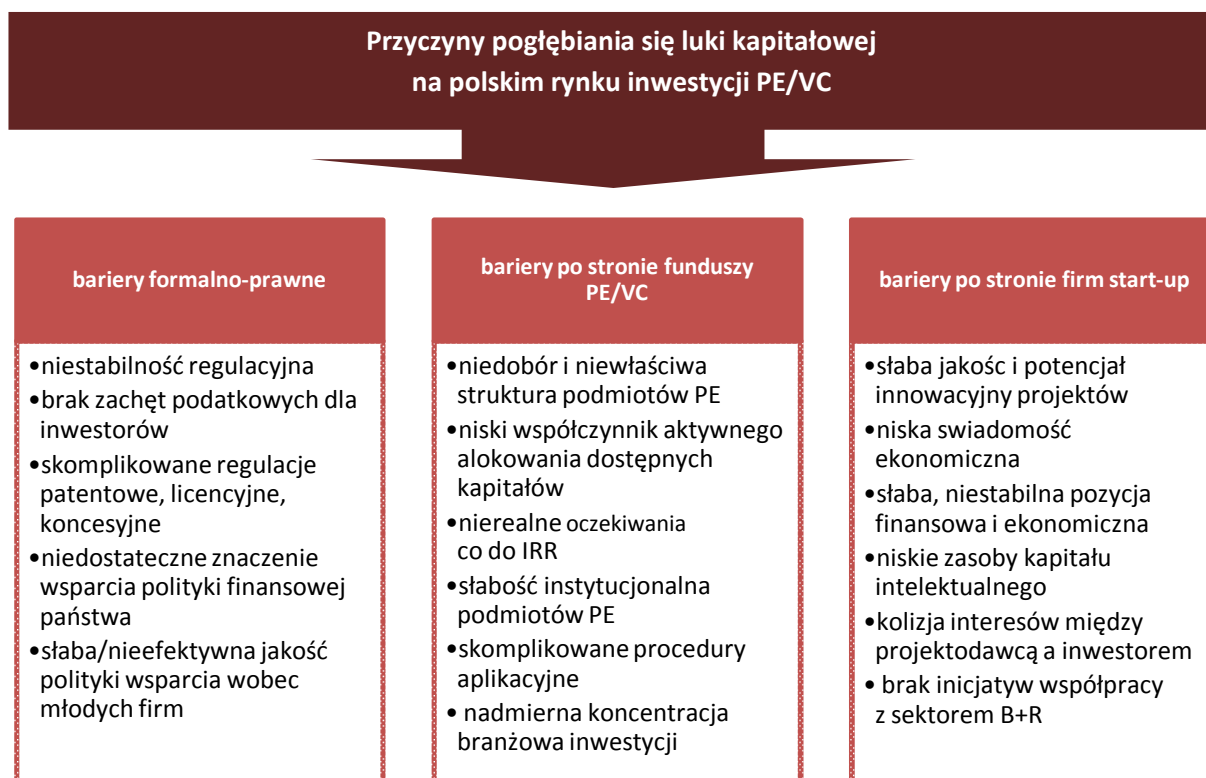 Przyczyny pogłębiania się luki kapitałowej
na polskim rynku inwestycji PE/VC
bariery formalno-prawne
•niestabilność regulacyjna
•brak zachęt podatkowych dla
inwestorów
•skomplikowane regulacje
patentowe, licencyjne,
koncesyjne
•niedostateczne znaczenie
wsparcia polityki finansowej
państwa
•słaba/nieefektywna jakość
polityki wsparcia wobec
młodych firm
bariery po stronie funduszy
PE/VC
•niedobór i niewłaściwa
struktura podmiotów PE
•niski współczynnik aktywnego
alokowania dostępnych
kapitałów
•nierealne oczekiwania
co do IRR
•słabość instytucjonalna
podmiotów PE
•skomplikowane procedury
aplikacyjne
• nadmierna koncentracja
branżowa inwestycji
bariery po stronie firm start-up
•słaba jakośc i potencjał
innowacyjny projektów
•niska swiadomość
ekonomiczna
•słaba, niestabilna pozycja
finansowa i ekonomiczna
•niskie zasoby kapitału
intelektualnego
•kolizja interesów między
projektodawcą a inwestorem
• brak inicjatyw współpracy
z sektorem B+R